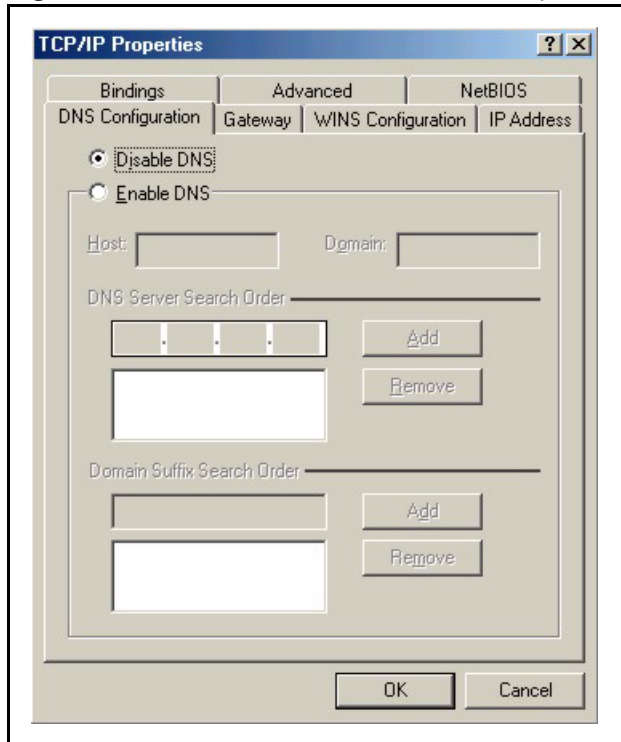 TCP/IP Properties
? X
Bindings Advanced NetBIOS
DNS Configuration Gateway WINS Configuration IP Address
Disable DNS
Enable DNS
Host: Domain:
DNS Server Search Order
. . .
Add
Remove
Domain Suffix Search Order
Add
Remove
OK Cancel